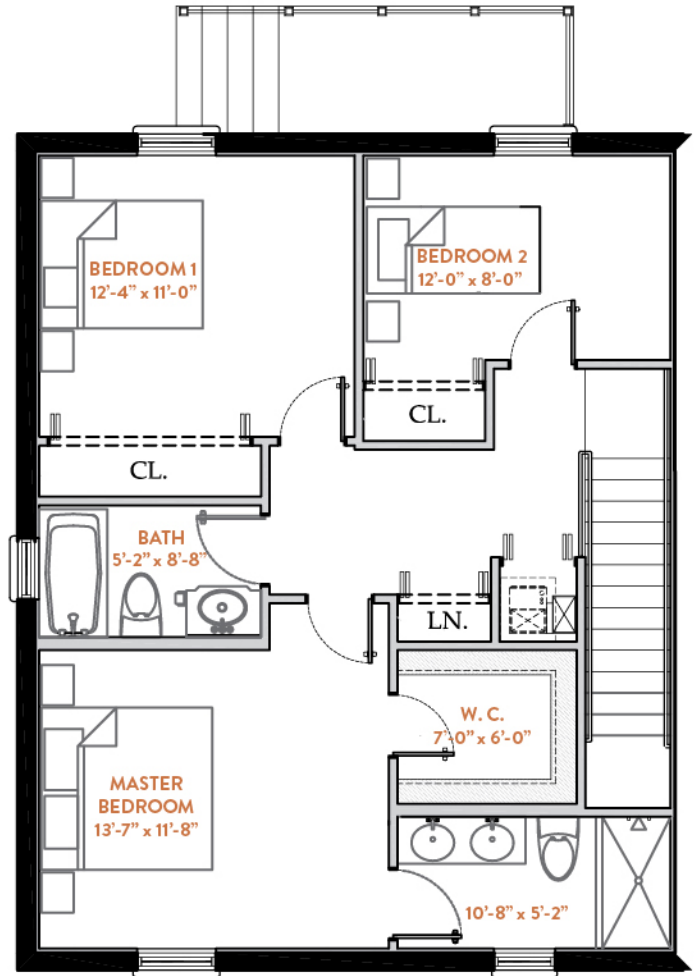 BEDROOM 1
12'-4" x 11'-0"
BEDROOM 2
12'-0" x 8'-0"
CL.
CL.
BATH
5'-2" x 8'-8"
LN.
W. C.
7'-0" x 6'-0"
MASTER
BEDROOM
13'-7" x 11'-8"
10'-8" x 5'-2"